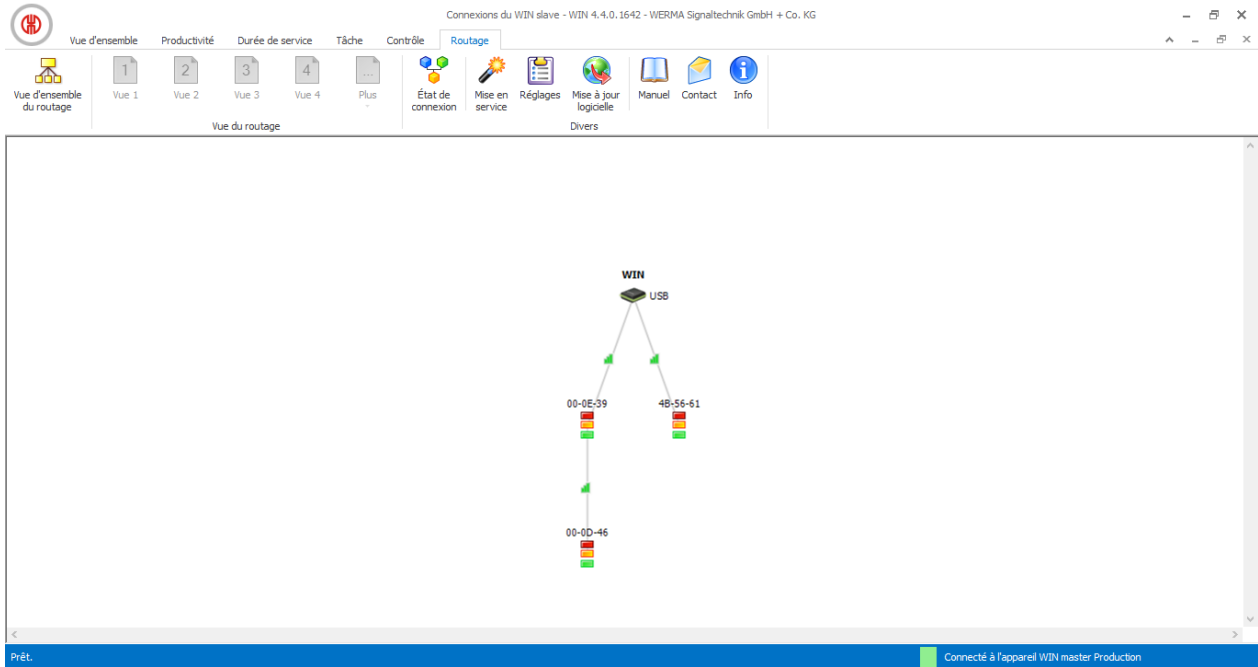 Connexions du WIN slave - WIN 4.4.0.1642 - WERMA Signaltechnik GmbH + Co. KG
Vue d'ensemble Productivité Durée de service Tâche Contrôle Routage
1 2 3 4 ...
Vue d'ensemble du routage
Vue 1 Vue 2 Vue 3 Vue 4 Plus
État de connexion
Mise en service
Réglages
Mise à jour logicielle
Manuel Contact Info
Vue du routage Divers
WIN
USB
00-0E-39 4B-56-61
00-0D-46
Prêt. Connecté à l'appareil WIN master Production